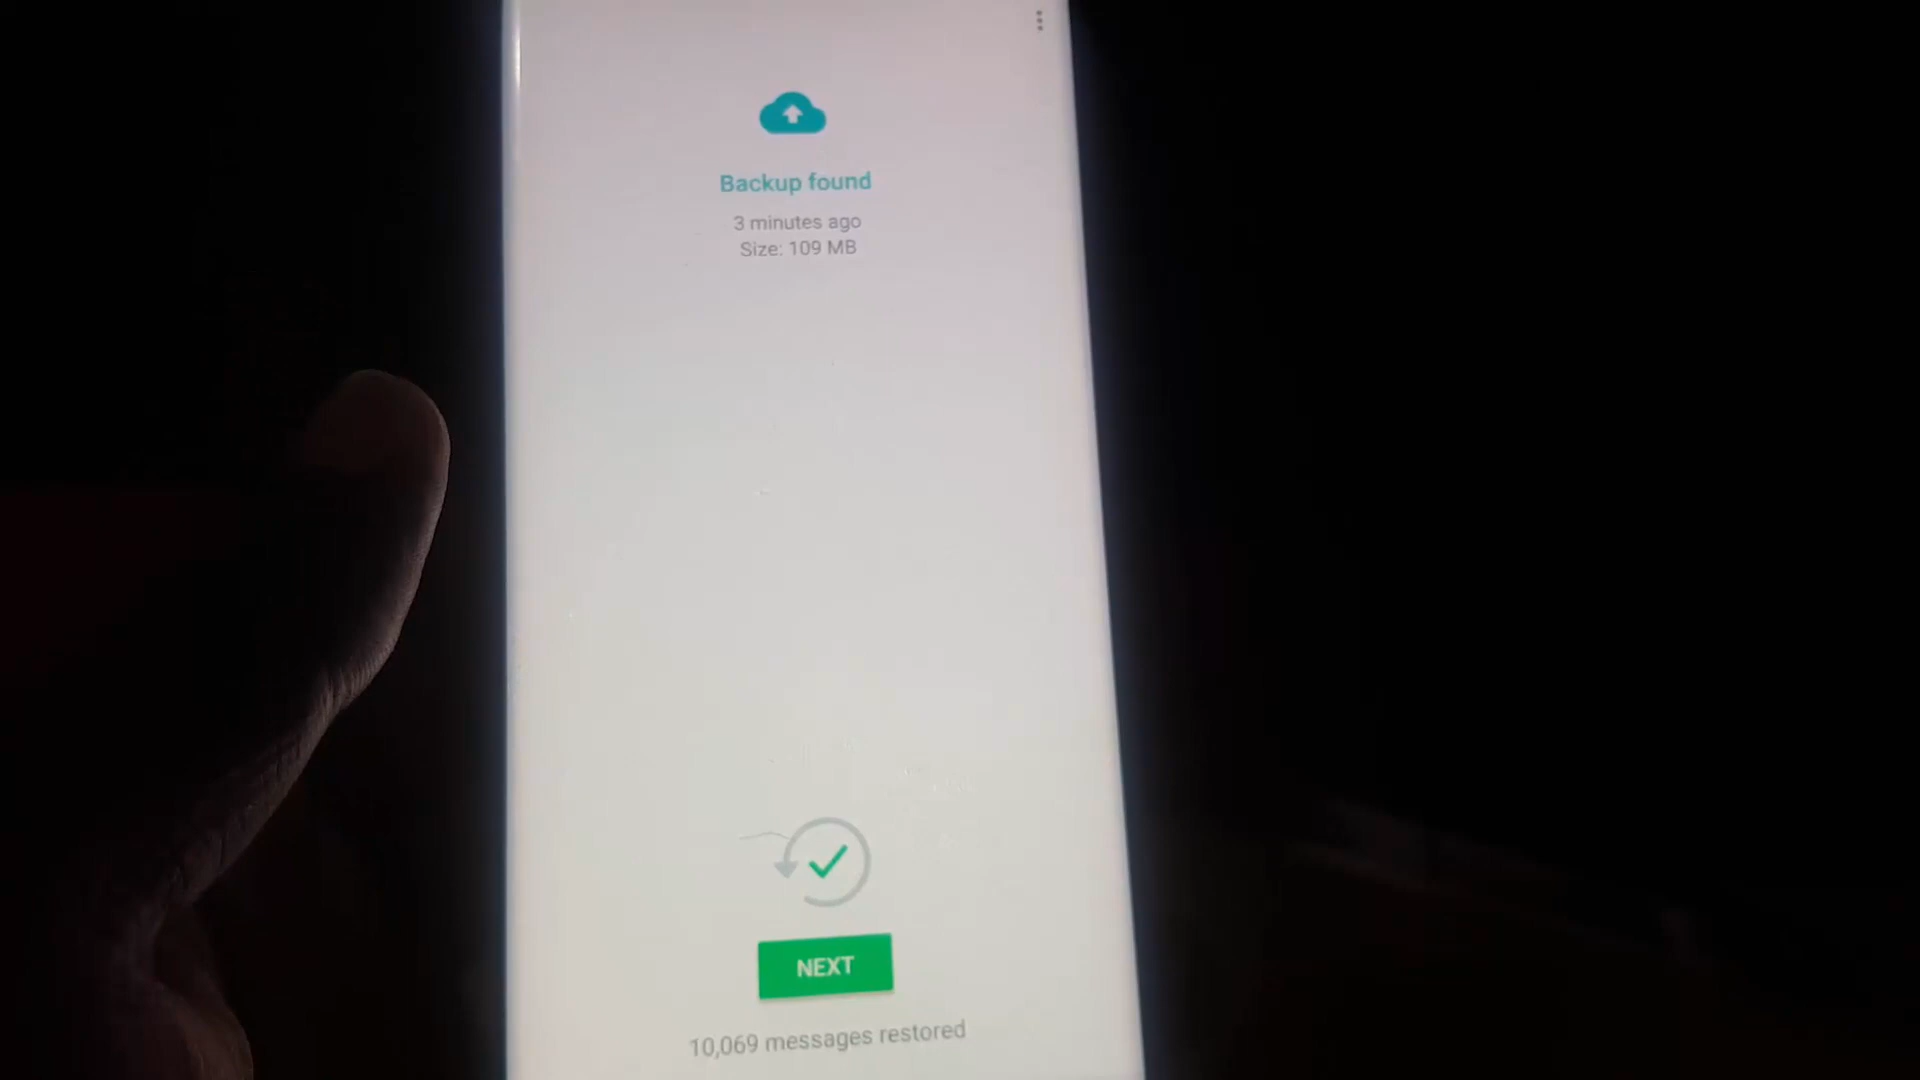 Backup found
3 minutes ago
Size: 109 MB
NEXT
10,069 messages restored